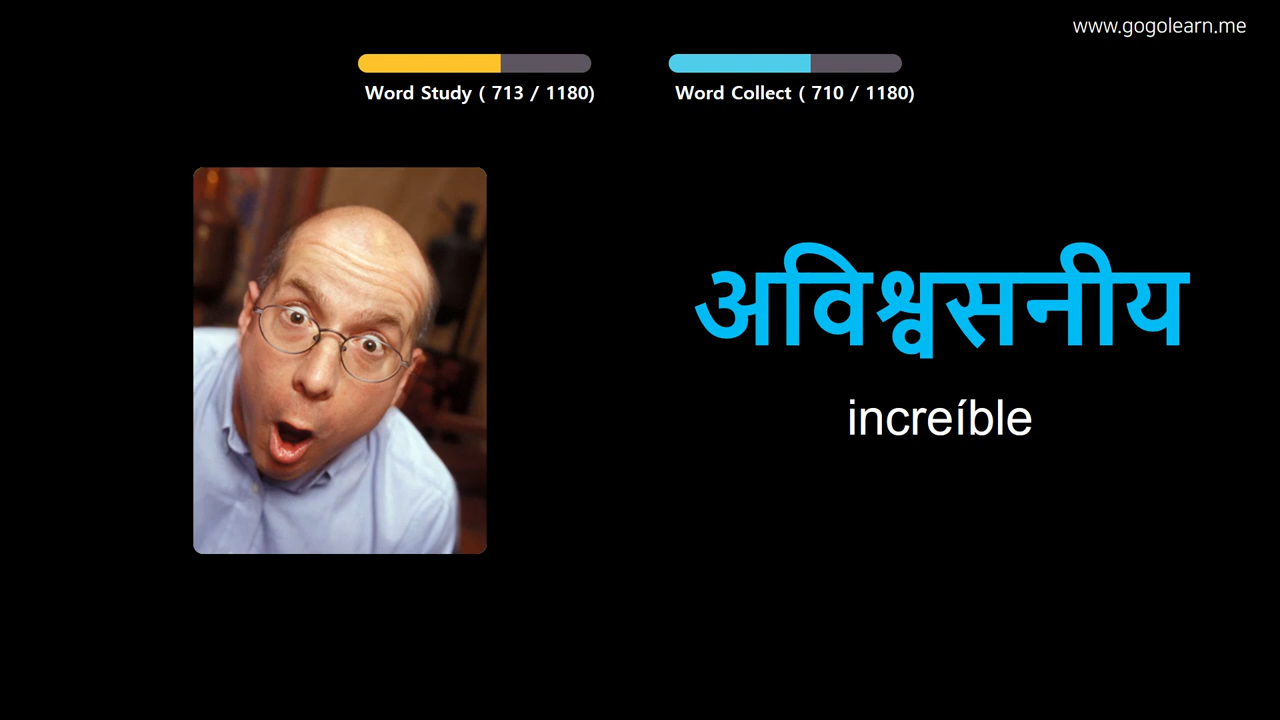 www.gogolearn.me
Word Study ( 713 / 1180)
Word Collect ( 710 / 1180)
अविश्वसनीय
increíble